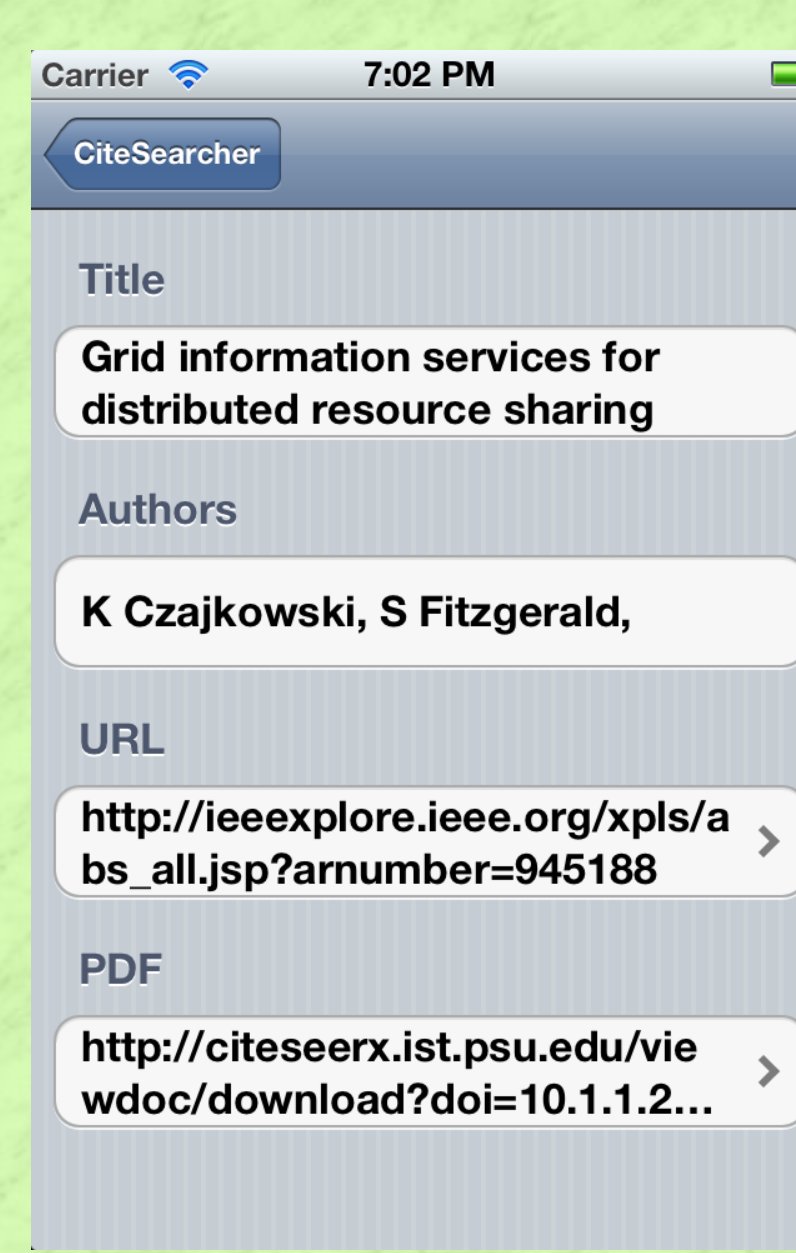 Carrier 7:02 PM
CiteSearcher
Title
Grid information services for
distributed resource sharing
Authors
K Czajkowski, S Fitzgerald,
URL
http://ieeexplore.ieee.org/xpls/a
bs_all.jsp?arnumber=945188
PDF
http://citeseerx.ist.psu.edu/vie
wdoc/download?doi=10.1.1.2...